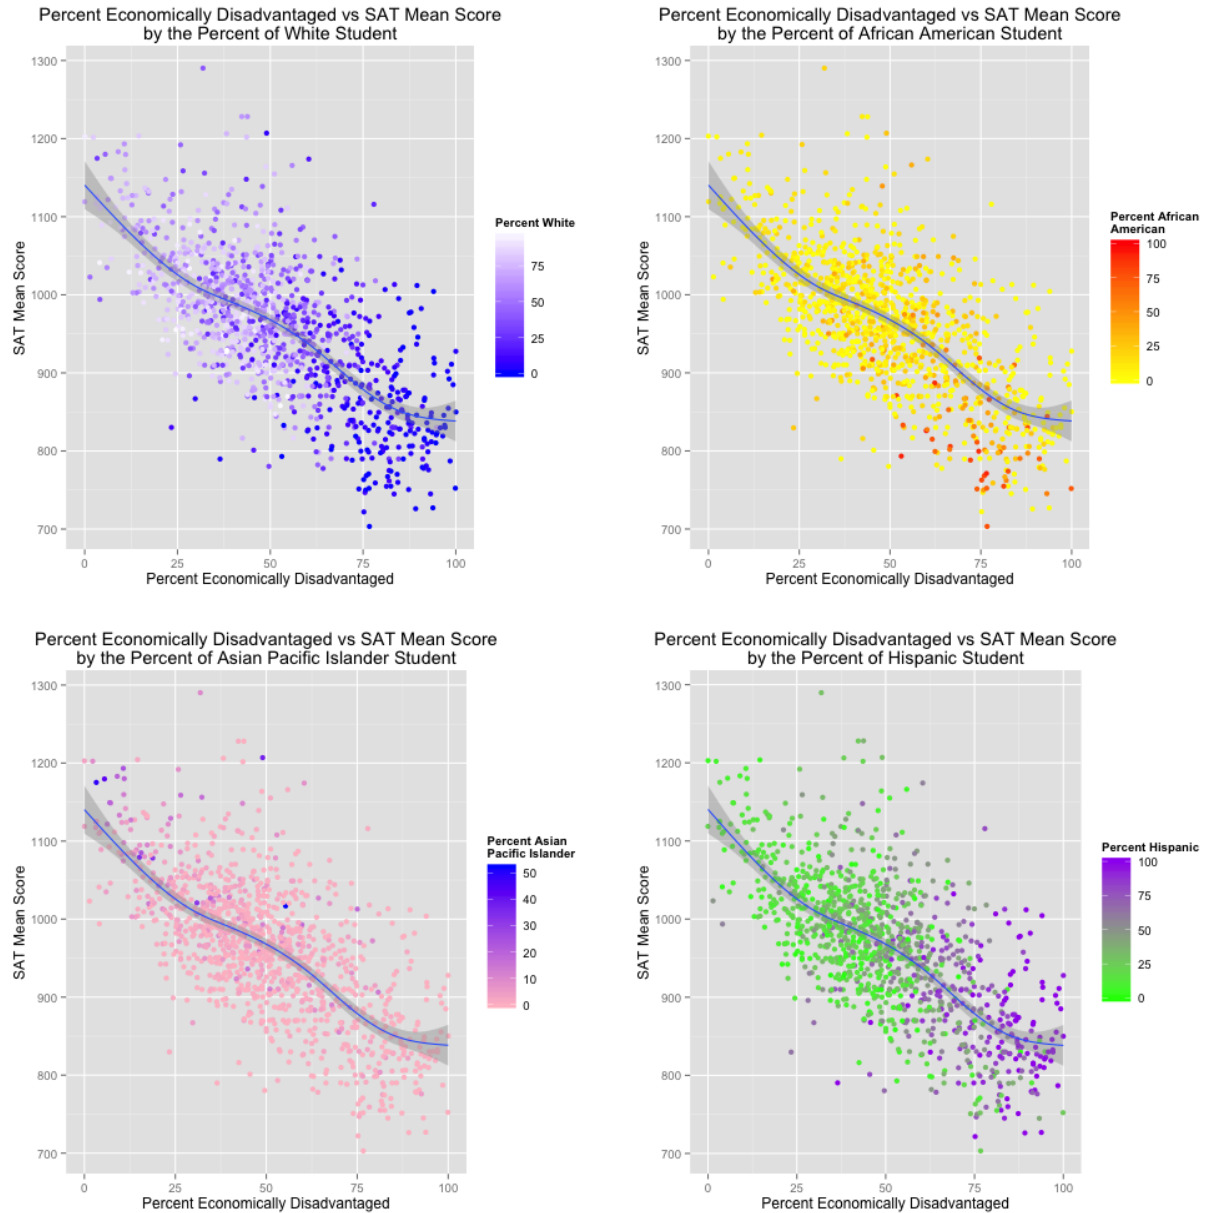 Percent Economically Disadvantaged vs SAT Mean Score
by the Percent of White Student
1300
1200
1100
1000
900
800
700
SAT Mean Score
0 25 50 75 100
Percent Economically Disadvantaged
Percent White
75
50
25
0
Percent Economically Disadvantaged vs SAT Mean Score
by the Percent of African American Student
1300
1200
1100
1000
900
800
700
SAT Mean Score
0 25 50 75 100
Percent Economically Disadvantaged
Percent African
American
100
75
50
25
0
Percent Economically Disadvantaged vs SAT Mean Score
by the Percent of Asian Pacific Islander Student
1300
1200
1100
1000
900
800
700
SAT Mean Score
0 25 50 75 100
Percent Economically Disadvantaged
Percent Asian
Pacific Islander
50
40
30
20
10
0
Percent Economically Disadvantaged vs SAT Mean Score
by the Percent of Hispanic Student
1300
1200
1100
1000
900
800
700
SAT Mean Score
0 25 50 75 100
Percent Economically Disadvantaged
Percent Hispanic
100
75
50
25
0